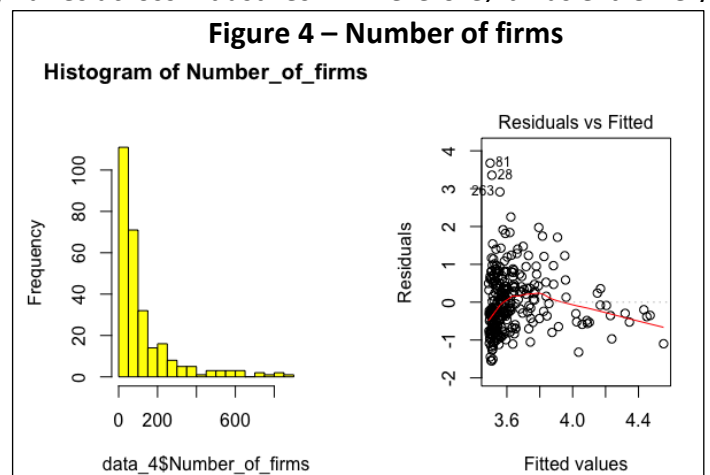 Figure 4 – Number of firms
Histogram of Number_of_firms
Frequency
100
80
60
40
20
0
0 200 600
data_4$Number_of_firms
Residuals vs Fitted
Residuals
4
3
2
1
0
-1
-2
81
28
263
3.6 4.0 4.4
Fitted values